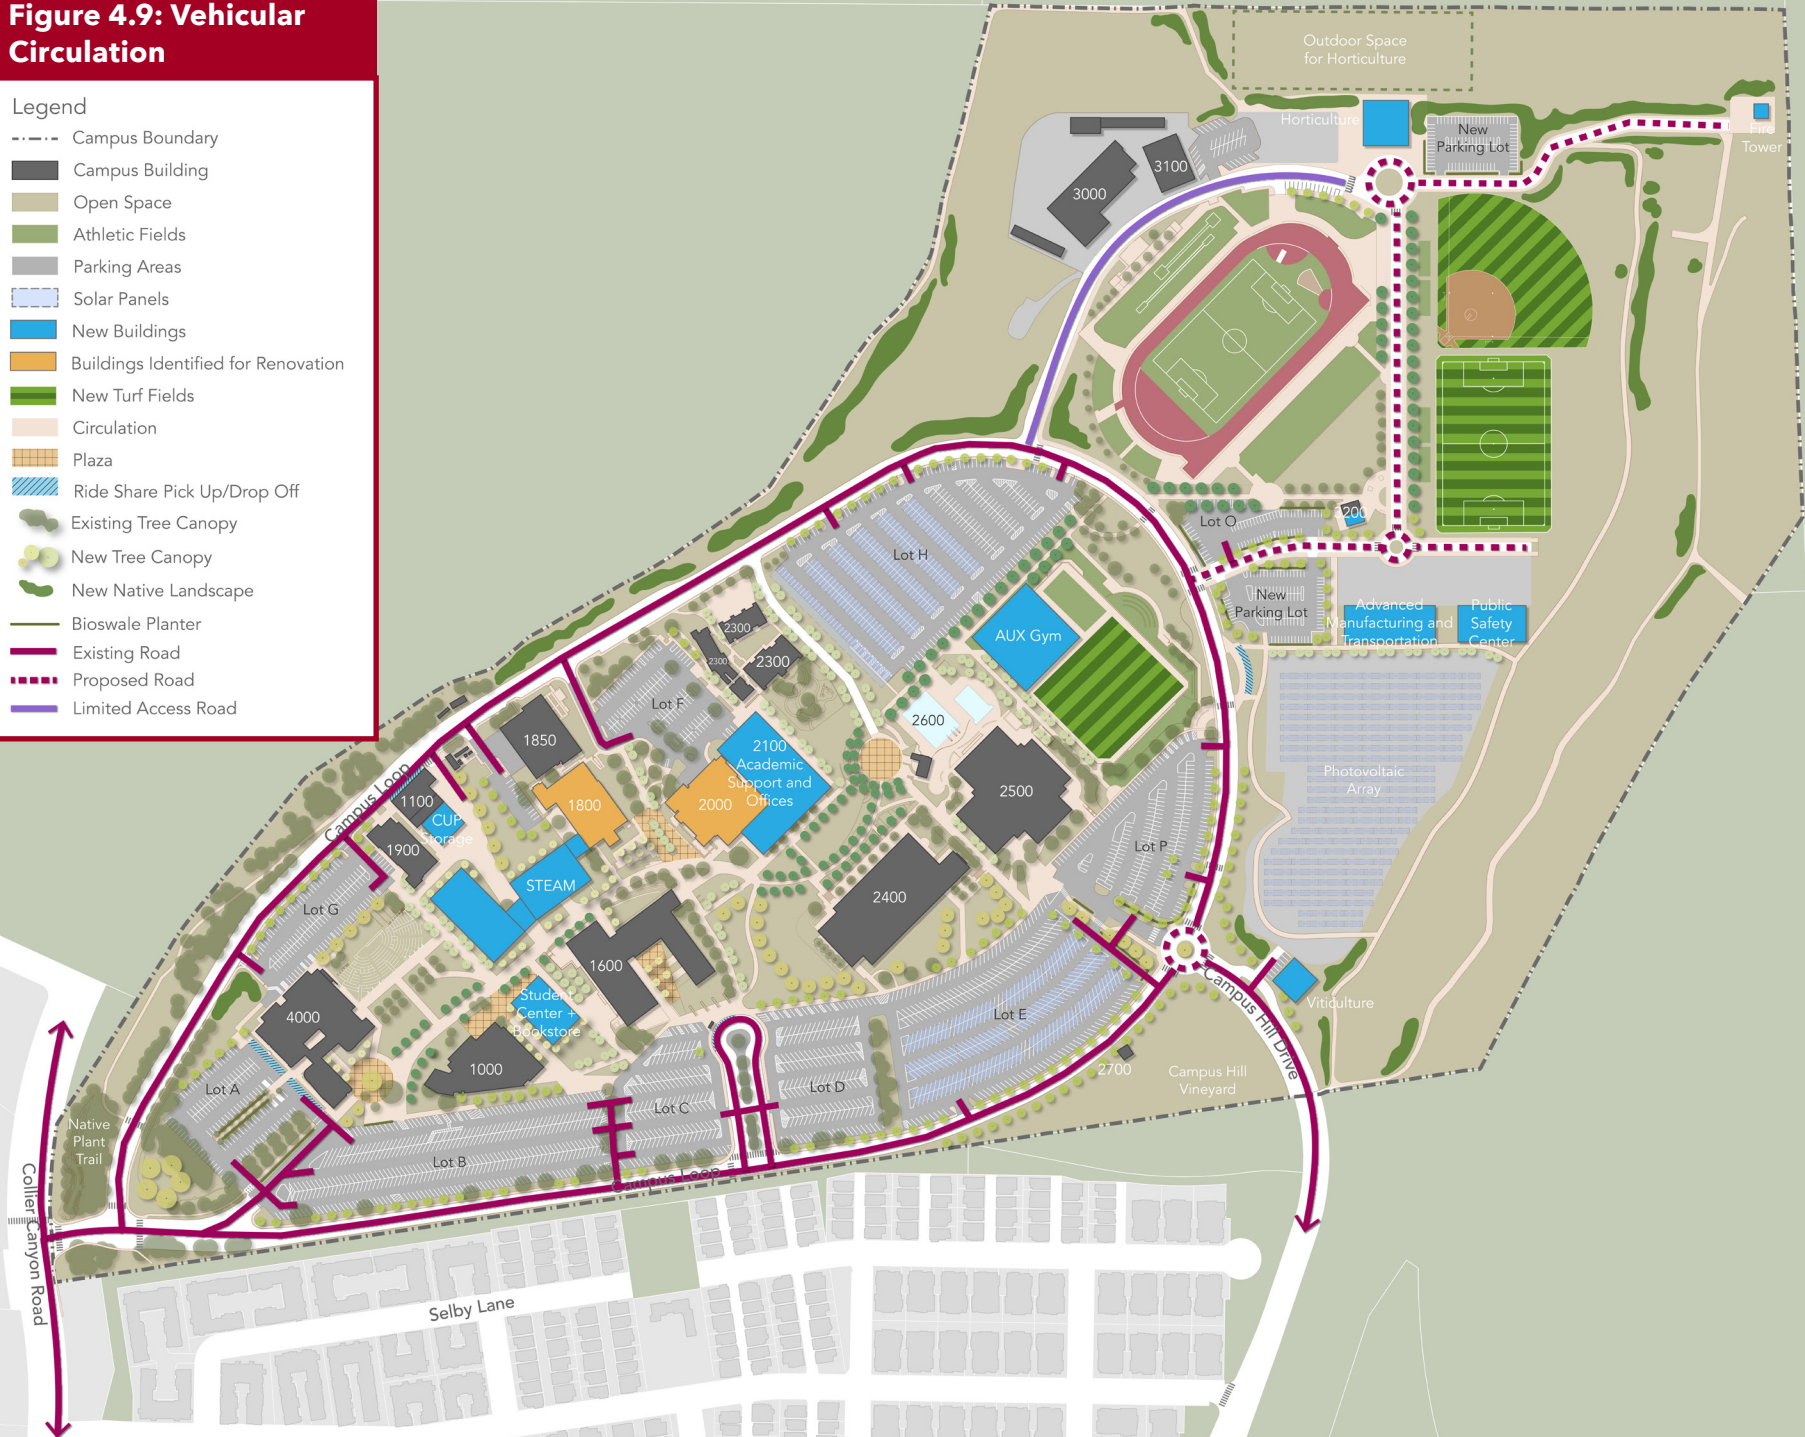 Figure 4.9: Vehicular
Circulation
Legend
Campus Boundary
Campus Building
Open Space
Athletic Fields
Parking Areas
Solar Panels
New Buildings
Buildings Identified for Renovation
New Turf Fields
Circulation
Plaza
Ride Share Pick Up/Drop Off
Existing Tree Canopy
New Tree Canopy
New Native Landscape
Bioswale Planter
Existing Road
Proposed Road
Limited Access Road
Outdoor Space
for Horticulture
Horticulture
New
Parking Lot
Fire
Tower
3100
3000
3200
Lot O
Lot H
New
Parking Lot
Advanced
Manufacturing and
Transportation
Public
Safety
Center
AUX Gym
2300
2300
2300
Lot F
2600
1850
2100
Academic
Support and
Offices
2000
1800
2500
Photovoltaic
Array
Campus Loop
1100
CUP
Storage
1900
Lot P
STEAM
2400
Lot G
1600
Student
Center +
Bookstore
4000
Lot E
Campus Hill Drive
Viticulture
1000
2700
Campus Hill
Vineyard
Lot A
Lot D
Lot C
Native
Plant
Trail
Lot B
Campus Loop
Collier Canyon Road
Selby Lane